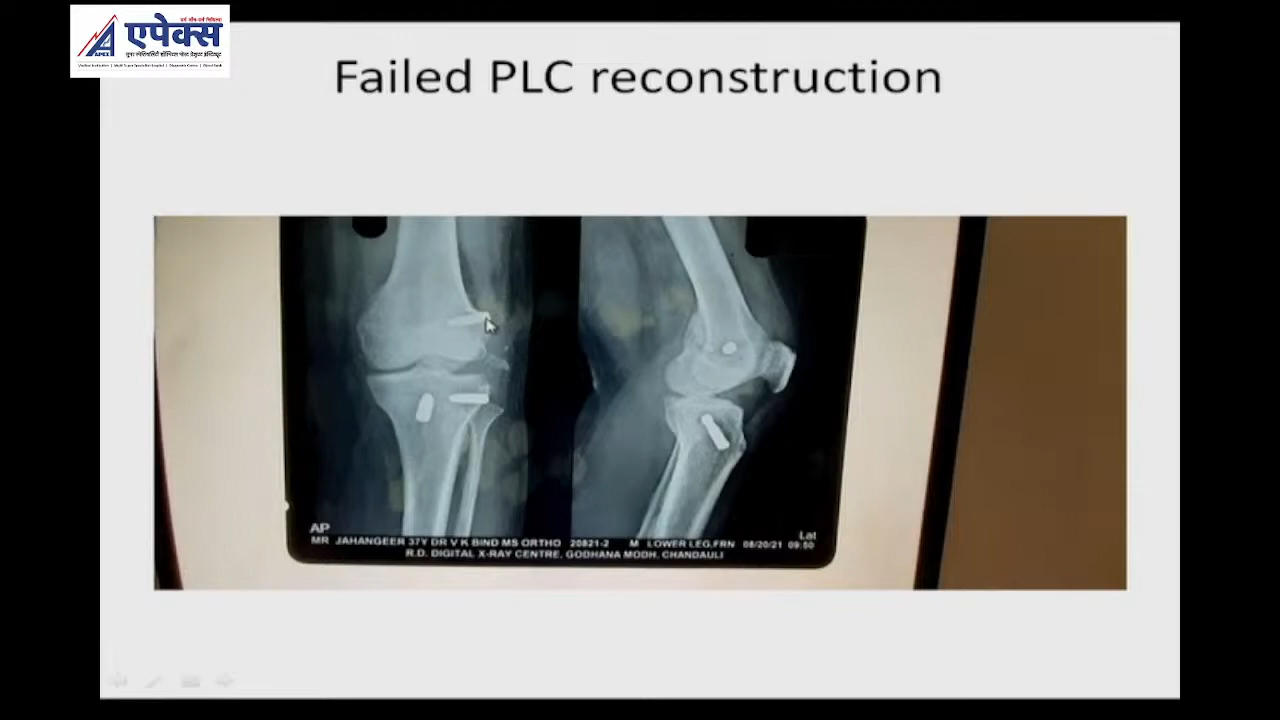 एपेक्स
APEX
Failed PLC reconstruction
AP
Lat
MR JAHANGEER 37Y DR V K BIND MS ORTHO 20821-2 M LOWER LEG,FRN 08/20/21 09:50
R.D. DIGITAL X-RAY CENTRE, GODHANA MODH, CHANDAULI